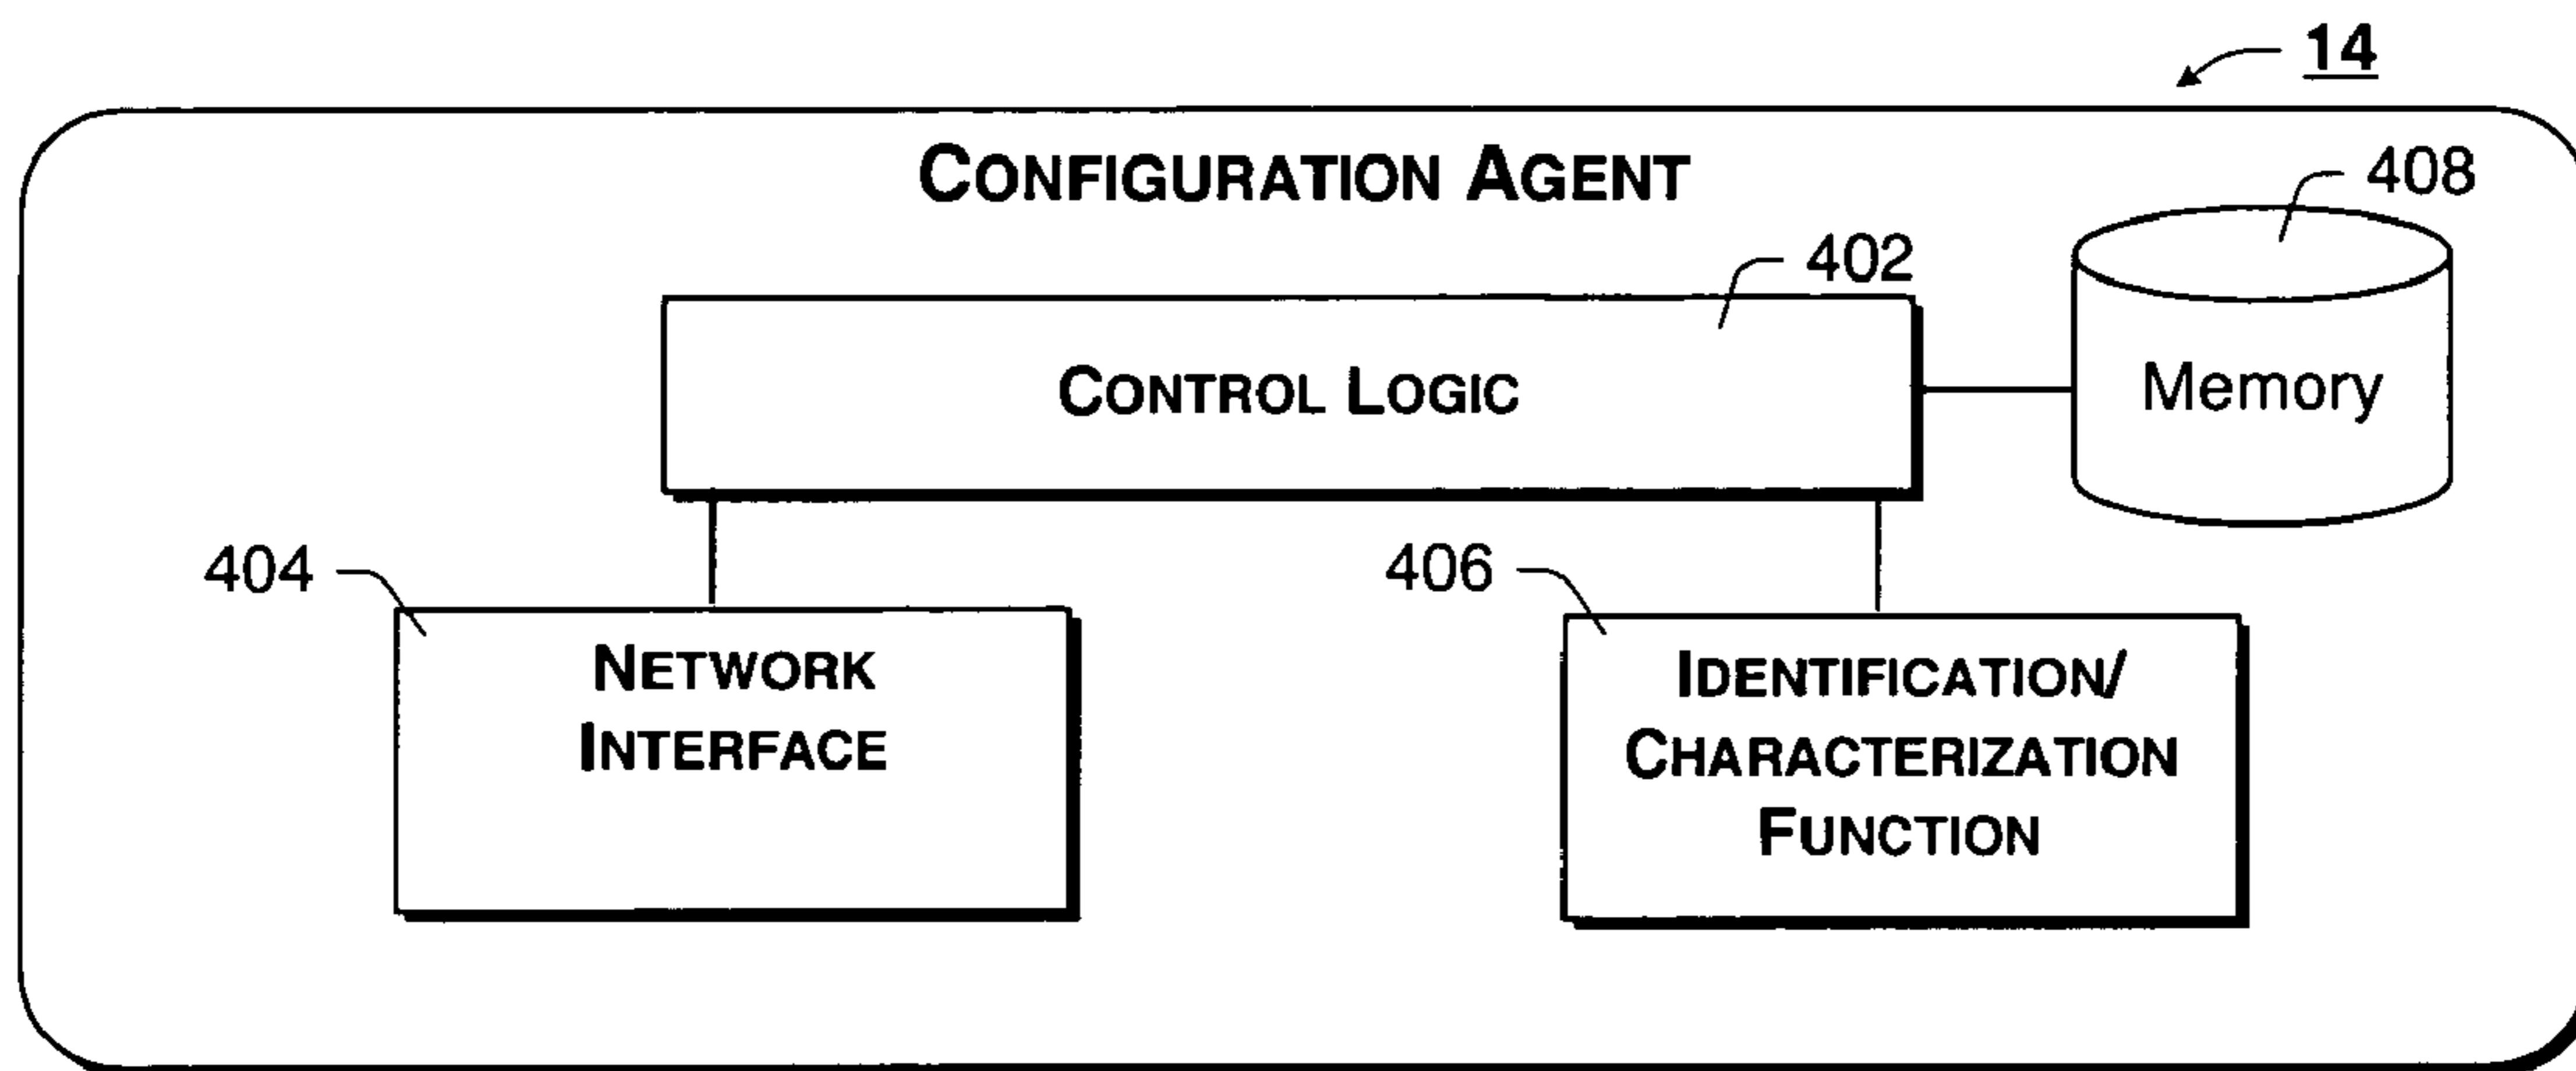 14
CONFIGURATION AGENT
408
402
CONTROL LOGIC
Memory
404
406
NETWORK
INTERFACE
IDENTIFICATION/
CHARACTERIZATION
FUNCTION